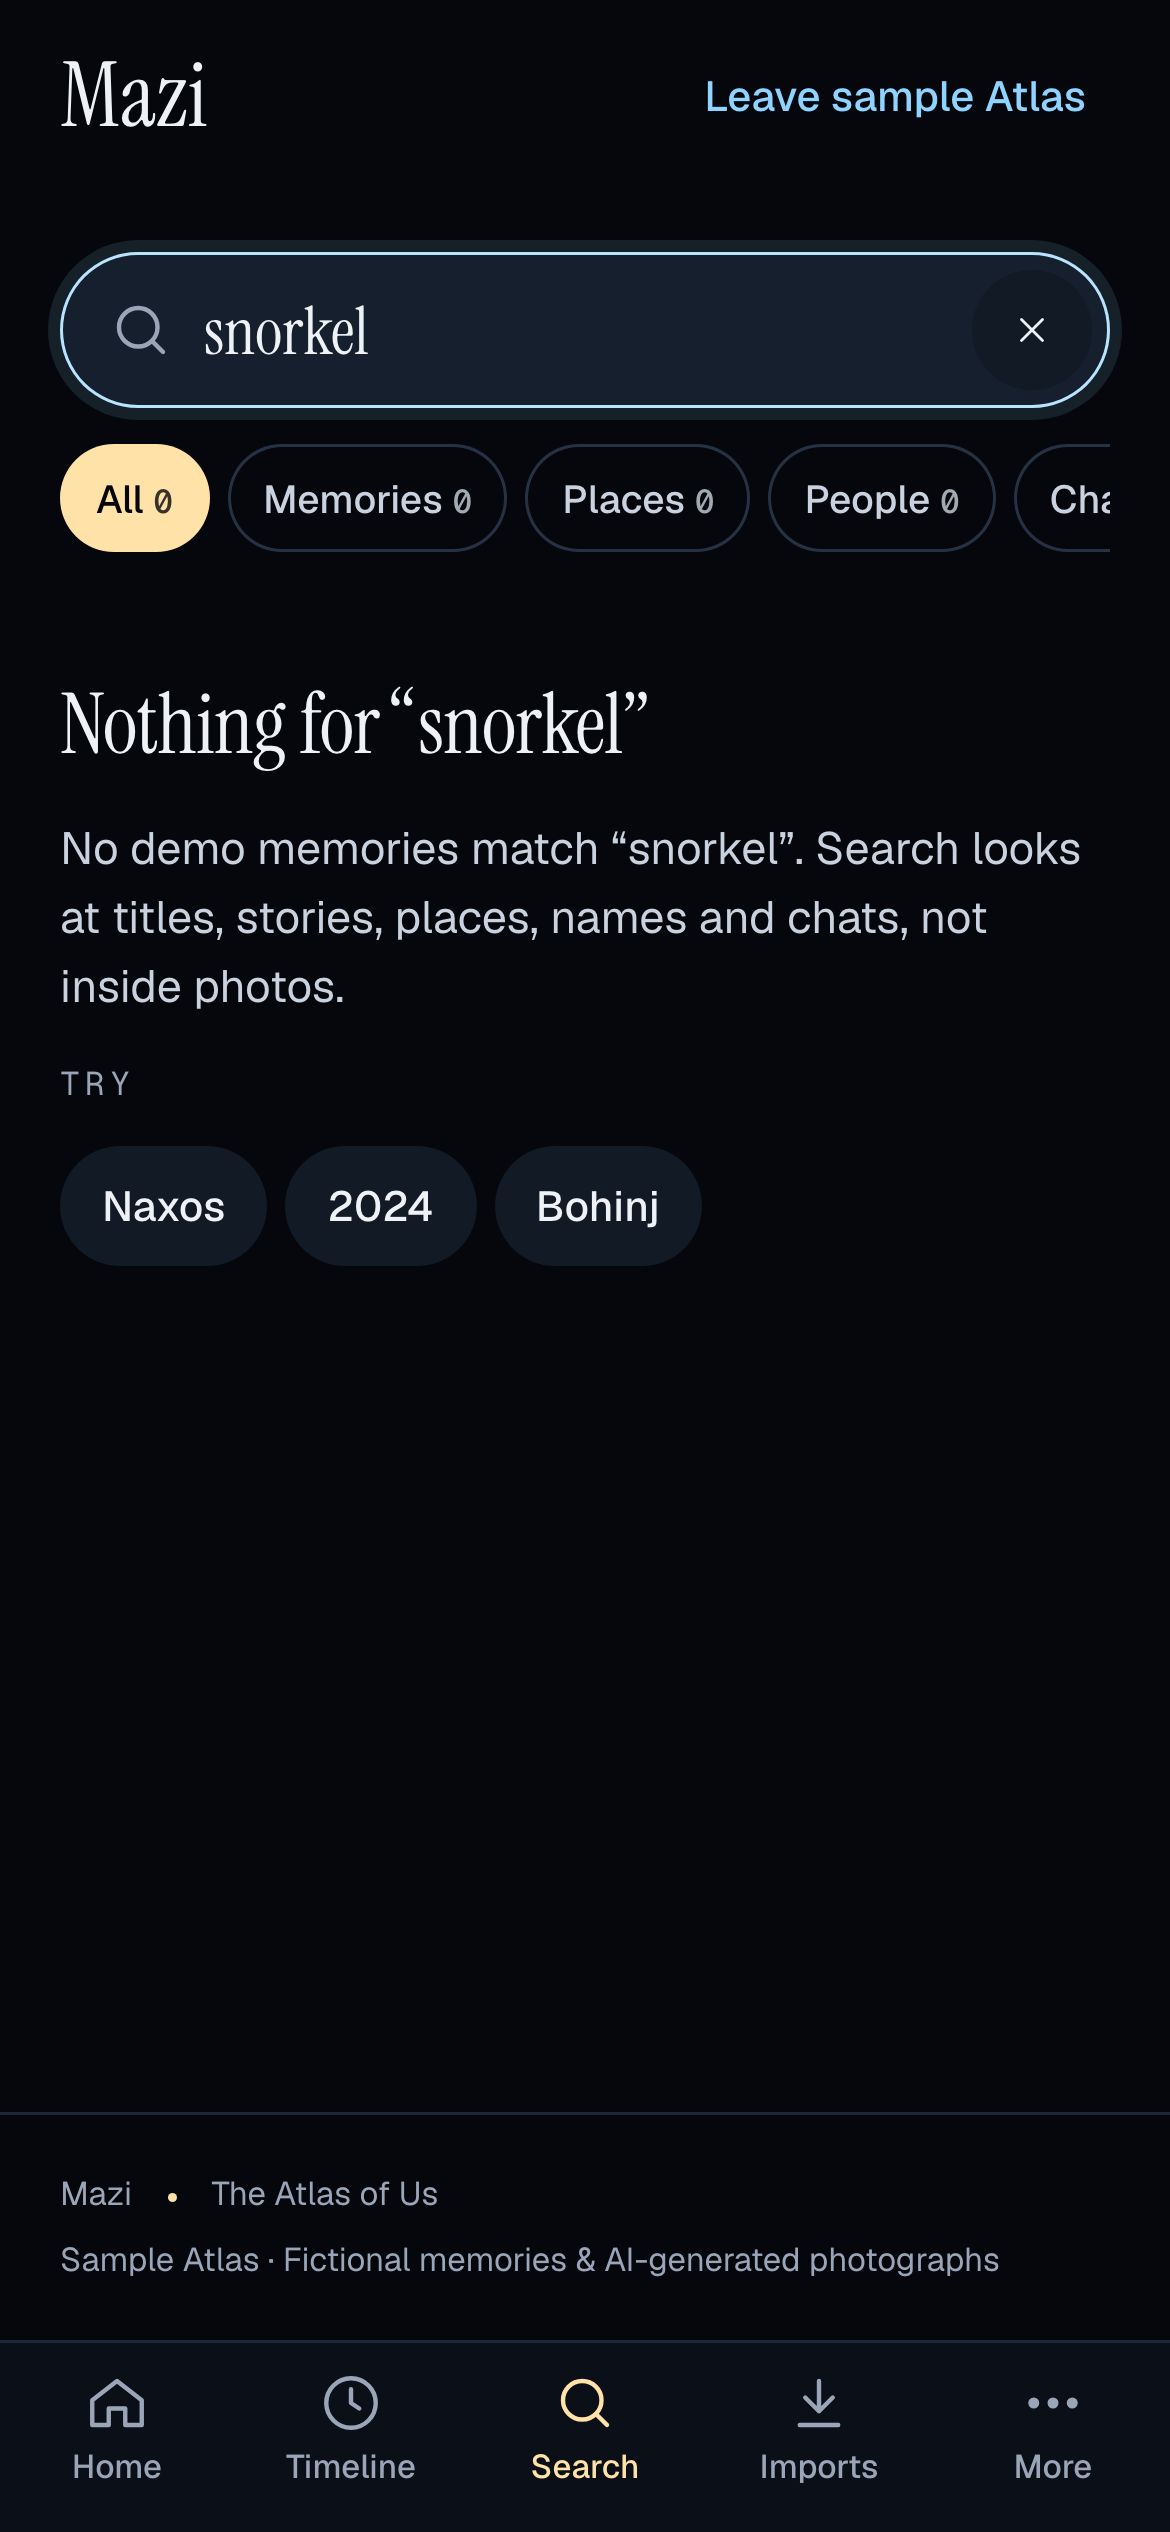 Mazi
Leave sample Atlas
snorkel
All 0
Memories 0
Places 0
People 0
Cha
Nothing for “snorkel”
No demo memories match “snorkel”. Search looks
at titles, stories, places, names and chats, not
inside photos.
TRY
Naxos
2024
Bohinj
Mazi • The Atlas of Us
Sample Atlas · Fictional memories & AI-generated photographs
Home
Timeline
Search
Imports
More